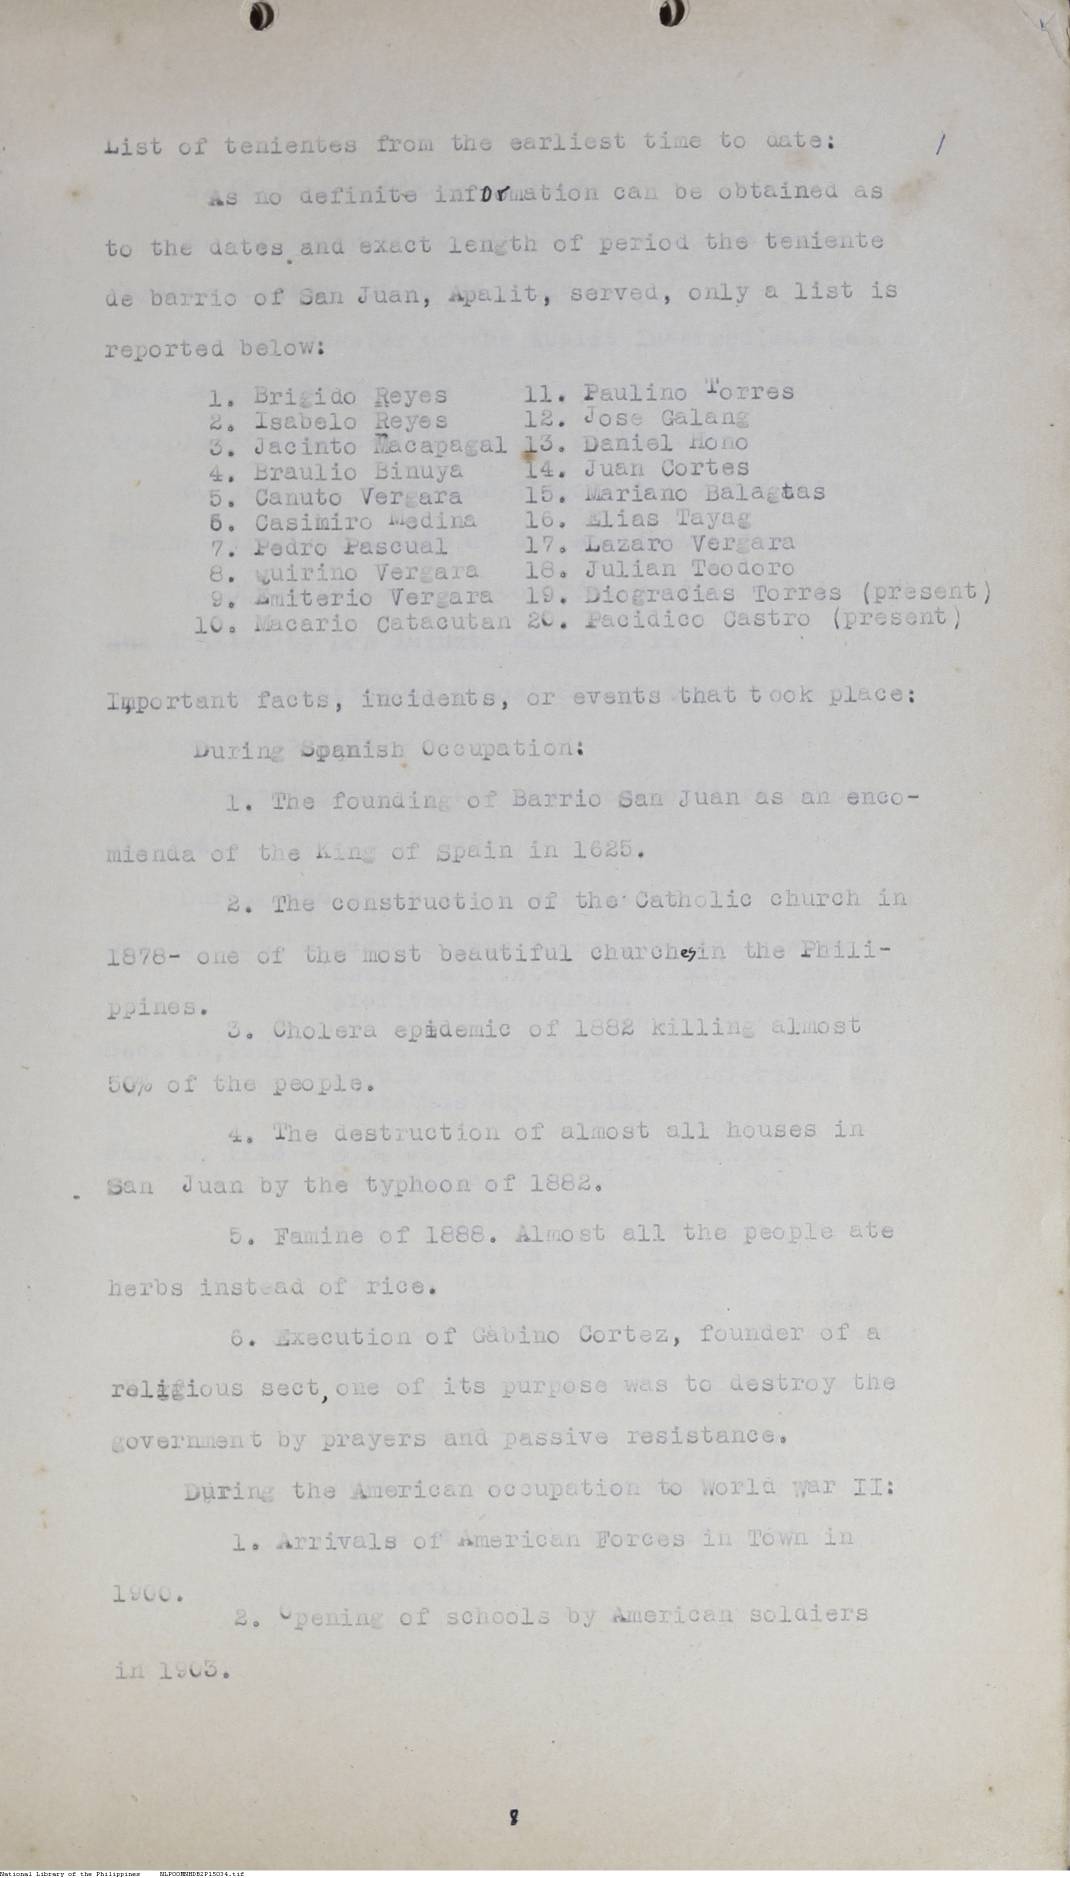 List of tenientes from the earliest time to date: /
As no definite information can be obtained as
to the dates and exact length of period the teniente
de barrio of San Juan, Apalit, served, only a list is
reported below:
1. Brigido Reyes 11. Paulino Torres
2. Isabelo Reyes 12. Jose Galang
3. Jacinto Macapagal 13. Daniel Hono
4. Braulio Binuya 14. Juan Cortes
5. Canuto Vergara 15. Mariano Balagtas
6. Casimiro Medina 16. Elias Tayag
7. Pedro Pascual 17. Lazaro Vergara
8. Quirino Vergara 18. Julian Teodoro
9. Emiterio Vergara 19. Diogracias Torres (present)
10. Macario Catacutan 20. Pacidico Castro (present)
Important facts, incidents, or events that took place:
During Spanish Occupation:
1. The founding of Barrio San Juan as an enco-
mienda of the King of Spain in 1625.
2. The construction of the Catholic church in
1878- one of the most beautiful churches in the Phili-
ppines.
3. Cholera epidemic of 1882 killing almost
50% of the people.
4. The destruction of almost all houses in
San Juan by the typhoon of 1882.
5. Famine of 1888. Almost all the people ate
herbs instead of rice.
6. Execution of Gabino Cortez, founder of a
religious sect, one of its purpose was to destroy the
government by prayers and passive resistance.
During the American occupation to World War II:
1. Arrivals of American Forces in Town in
1900.
2. Opening of schools by American soldiers
in 1903.
8
National Library of the Philippines NLPOOBNHDB2P15034.tif